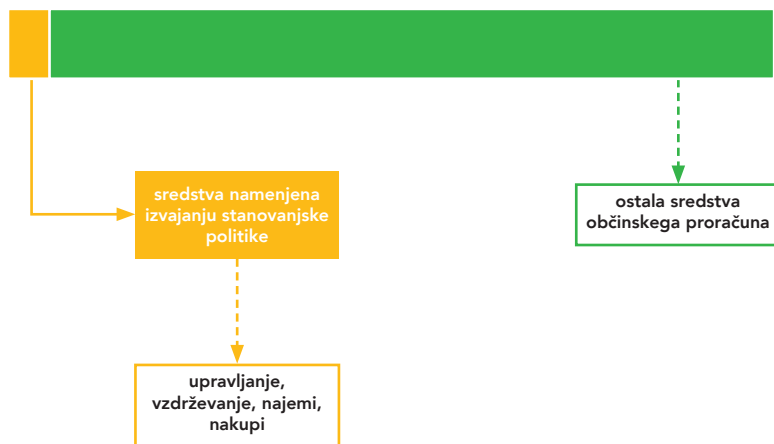 sredstva namenjena
izvajanju stanovanjske
politike
ostala sredstva
občinskega proračuna
upravljanje,
vzdrževanje, najemi,
nakupi